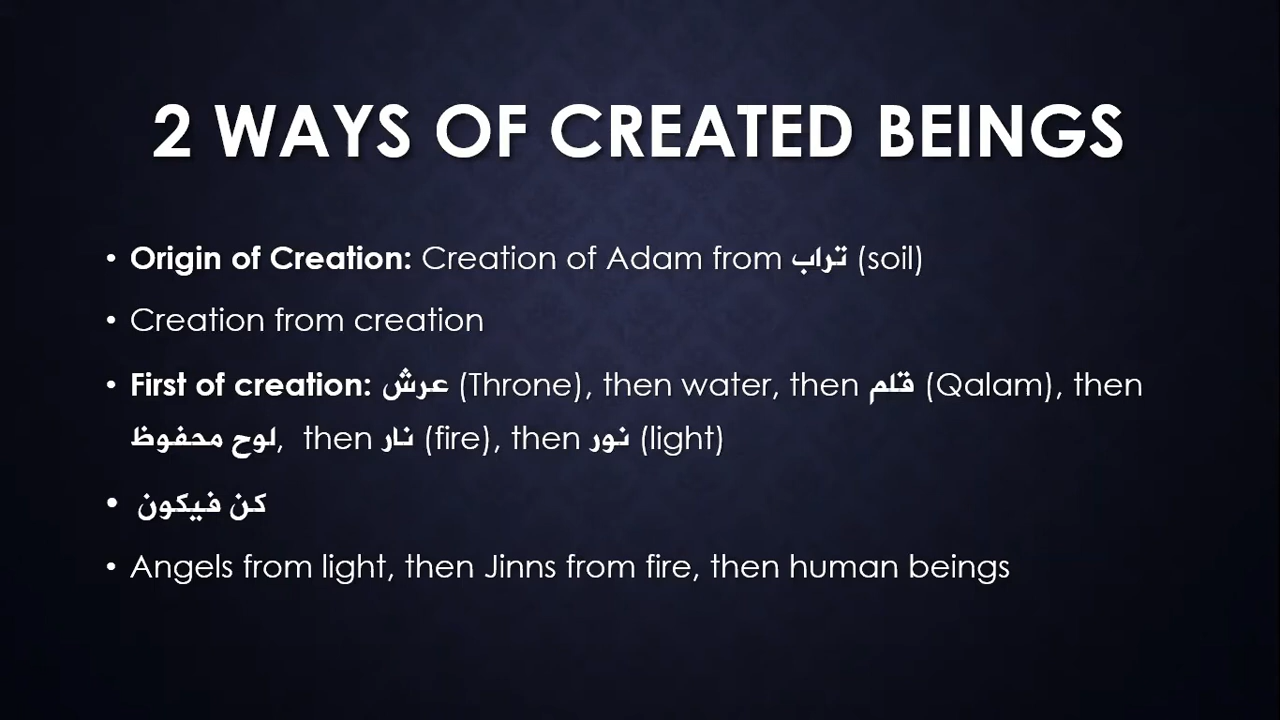 2 WAYS OF CREATED BEINGS
• Origin of Creation: Creation of Adam from تراب (soil)
• Creation from creation
• First of creation: عرش (Throne), then water, then قلم (Qalam), then
لوح محفوظ, then نار (fire), then نور (light)
• كن فيكون
• Angels from light, then Jinns from fire, then human beings